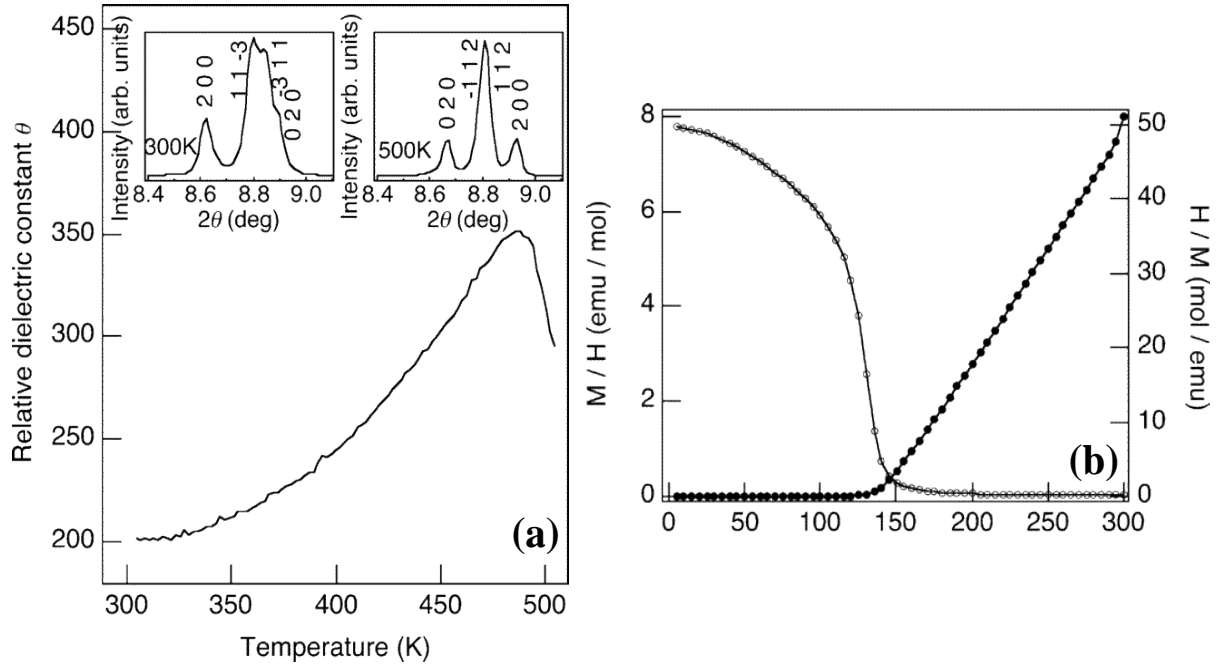 450
400
350
300
250
200
300
350
400
450
500
Temperature (K)
Relative dielectric constant θ
(a)
Intensity (arb. units)
300K
2 0 0
1 1 -3
-3 1 1
0 2 0
8.4
8.6
8.8
9.0
2θ (deg)
Intensity (arb. units)
500K
0 2 0
-1 1 2
1 1 2
2 0 0
8.4
8.6
8.8
9.0
2θ (deg)
M / H (emu / mol)
8
6
4
2
0
0
50
100
150
200
250
300
50
40
30
20
10
0
H / M (mol / emu)
(b)